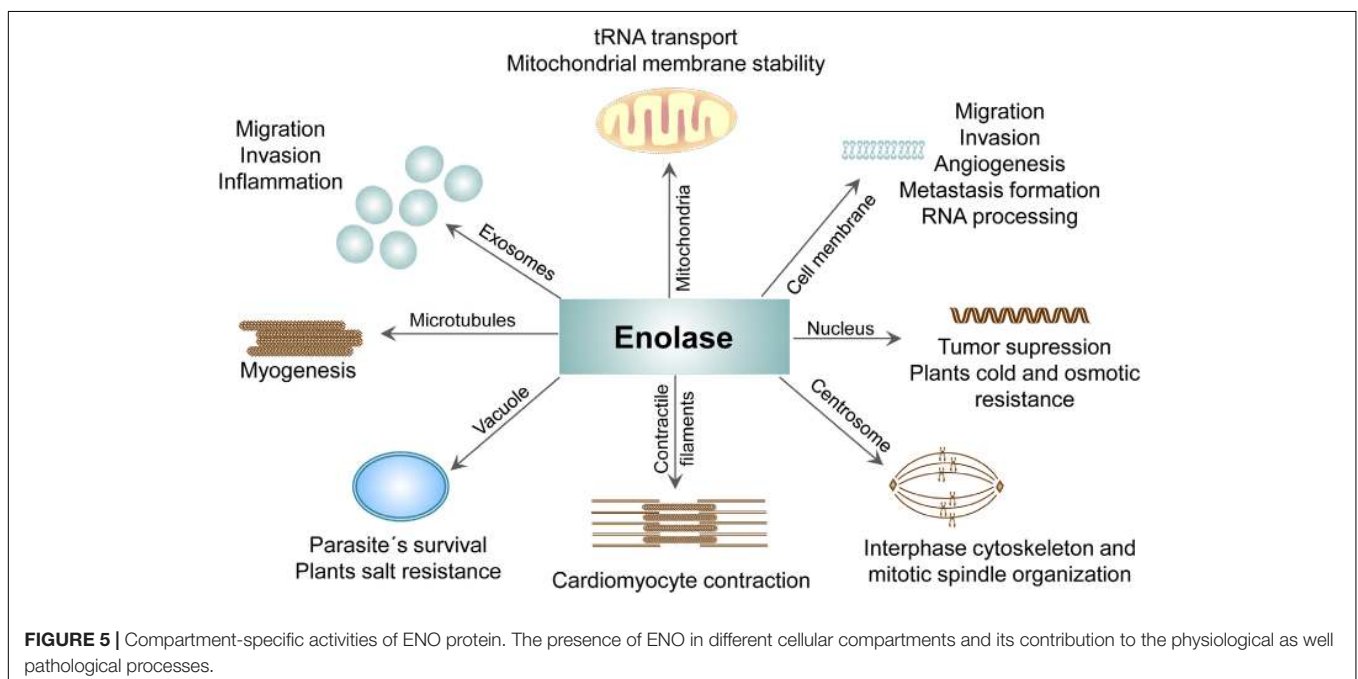 tRNA transport
Mitochondrial membrane stability
Migration
Invasion
Inflammation
Migration
Invasion
Angiogenesis
Metastasis formation
RNA processing
Exosomes
Mitochondria
Cell membrane
Microtubules
Enolase
Nucleus
Myogenesis
Tumor supression
Plants cold and osmotic
resistance
Vacuole
Contractile
filaments
Centrosome
Parasite´s survival
Plants salt resistance
Cardiomyocyte contraction
Interphase cytoskeleton and
mitotic spindle organization
FIGURE 5 | Compartment-specific activities of ENO protein. The presence of ENO in different cellular compartments and its contribution to the physiological as well
pathological processes.